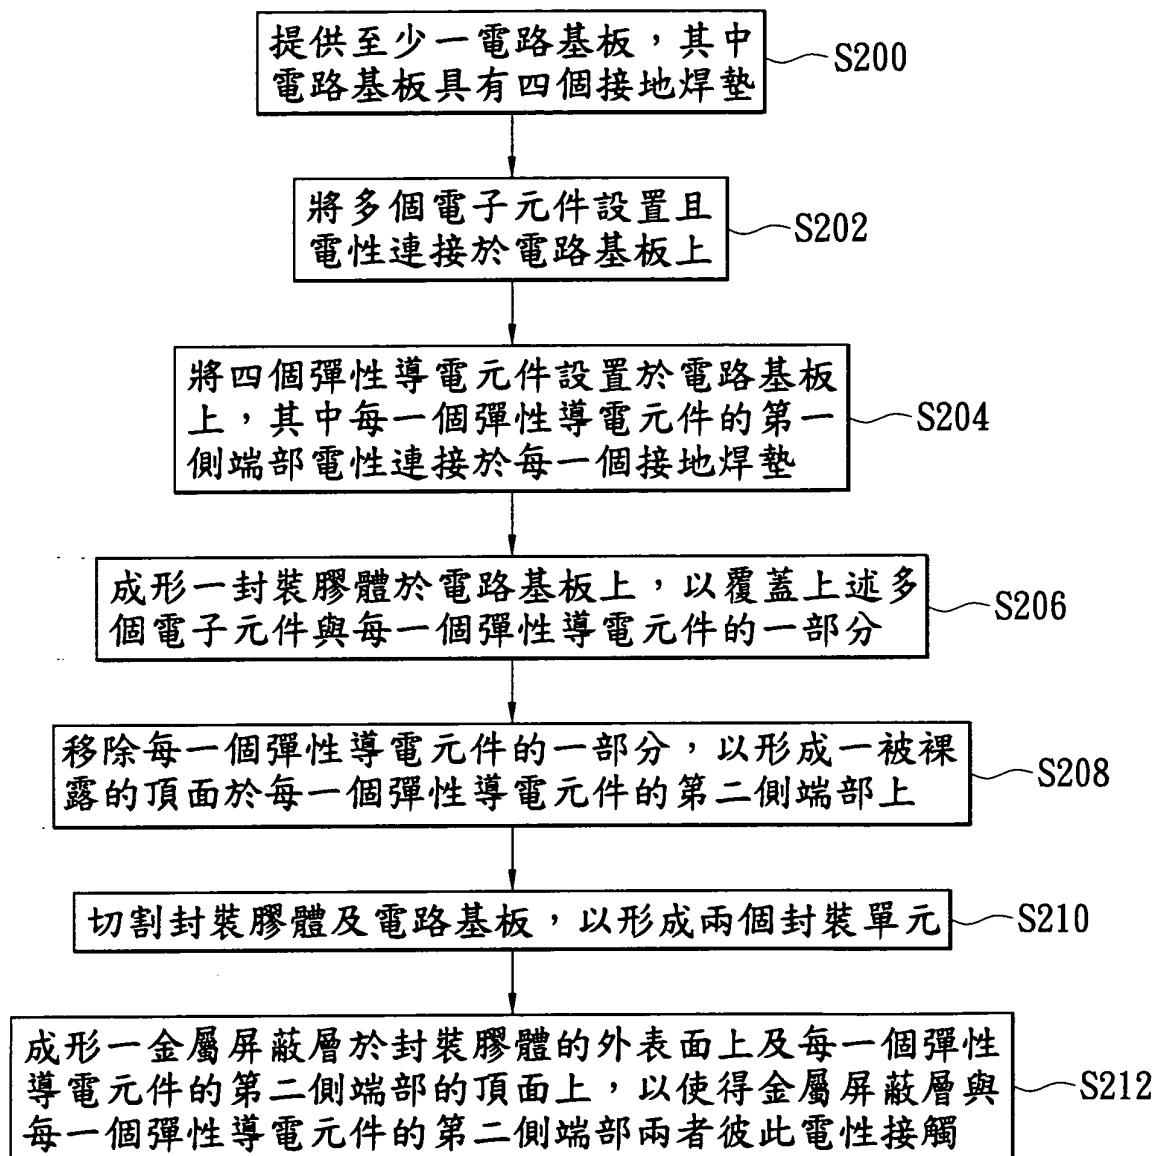 提供至少一電路基板，其中
電路基板具有四個接地焊墊
S200
將多個電子元件設置且
電性連接於電路基板上
S202
將四個彈性導電元件設置於電路基板
上，其中每一個彈性導電元件的第一
側端部電性連接於每一個接地焊墊
S204
成形一封裝膠體於電路基板上，以覆蓋上述多
個電子元件與每一個彈性導電元件的一部分
S206
移除每一個彈性導電元件的一部分，以形成一被裸
露的頂面於每一個彈性導電元件的第二側端部上
S208
切割封裝膠體及電路基板，以形成兩個封裝單元
S210
成形一金屬屏蔽層於封裝膠體的外表面上及每一個彈性
導電元件的第二側端部的頂面上，以使得金屬屏蔽層與
每一個彈性導電元件的第二側端部兩者彼此電性接觸
S212